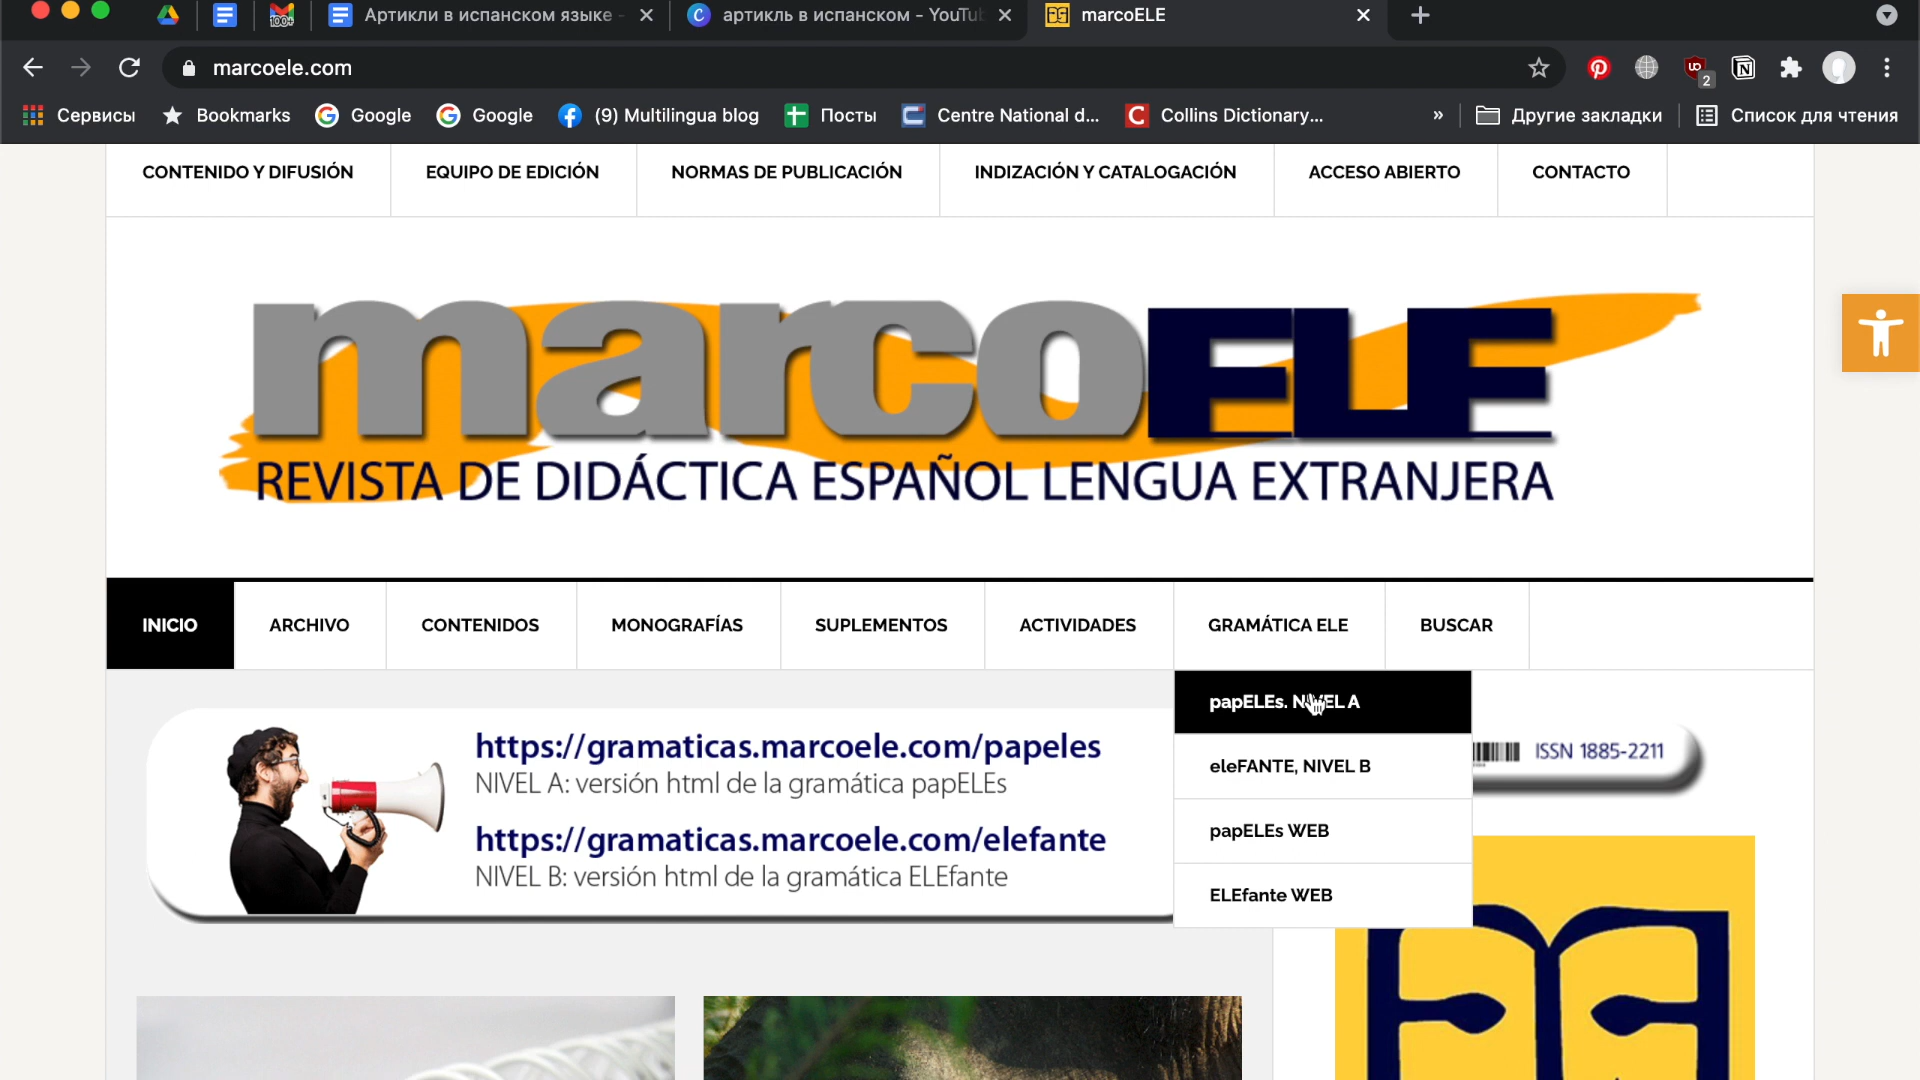 100+
Артикли в испанском языке -
артикль в испанском - YouTu
marcoELE
marcoele.com
2
Сервисы
Bookmarks
Google
Google
(9) Multilingua blog
Посты
Centre National d...
Collins Dictionary...
»
Другие закладки
Список для чтения
CONTENIDO Y DIFUSIÓN
EQUIPO DE EDICIÓN
NORMAS DE PUBLICACIÓN
INDIZACIÓN Y CATALOGACIÓN
ACCESO ABIERTO
CONTACTO
marcoELE
REVISTA DE DIDÁCTICA ESPAÑOL LENGUA EXTRANJERA
INICIO
ARCHIVO
CONTENIDOS
MONOGRAFÍAS
SUPLEMENTOS
ACTIVIDADES
GRAMÁTICA ELE
BUSCAR
papELEs. NIVEL A
eleFANTE, NIVEL B
papELEs WEB
ELEfante WEB
https://gramaticas.marcoele.com/papeles
NIVEL A: versión html de la gramática papELEs
https://gramaticas.marcoele.com/elefante
NIVEL B: versión html de la gramática ELEfante
ISSN 1885-2211